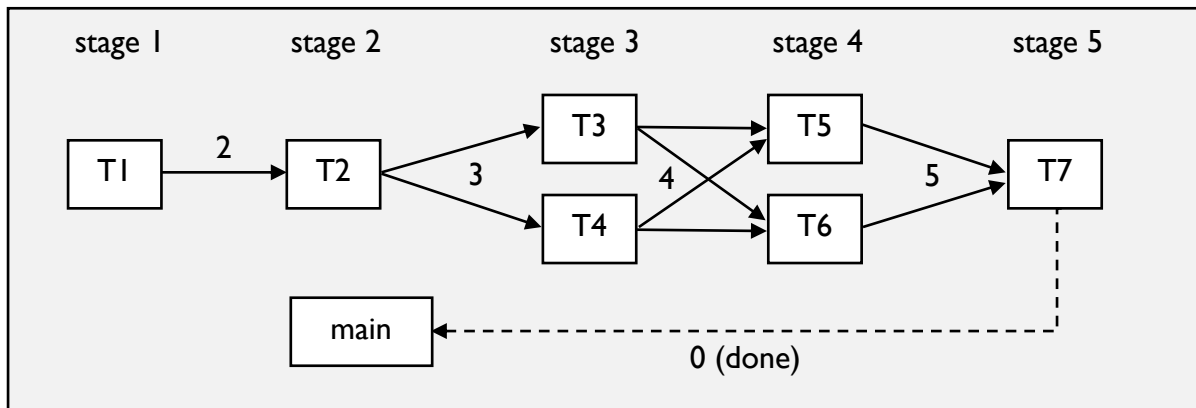 stage 1
stage 2
stage 3
stage 4
stage 5
T1
2
T2
3
T3
T4
4
T5
T6
5
T7
main
0 (done)